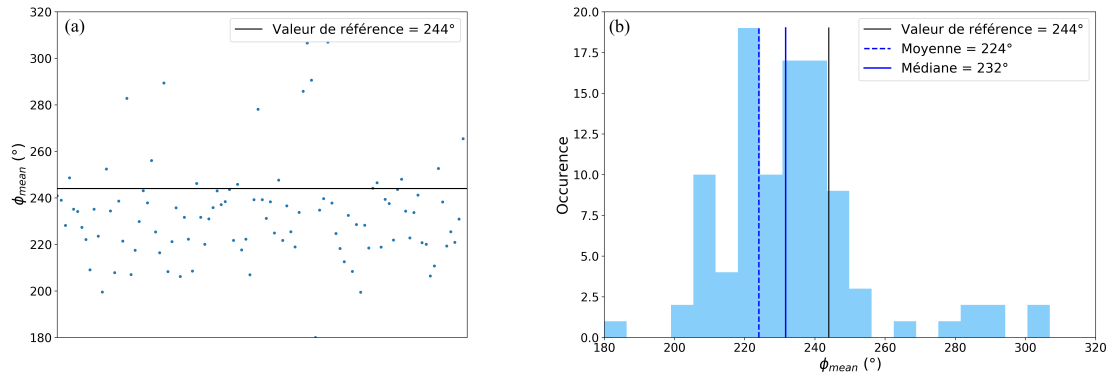 (a)
Valeur de référence = 244°
320
300
280
260
240
220
200
180
ϕmean (°)
(b)
Valeur de référence = 244°
Moyenne = 224°
Médiane = 232°
20.0
17.5
15.0
12.5
10.0
7.5
5.0
2.5
0.0
Occurence
180 200 220 240 260 280 300 320
ϕmean (°)